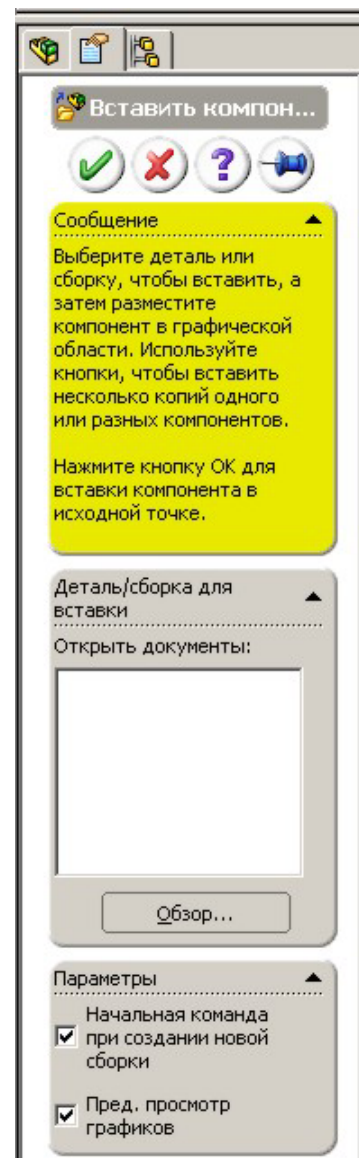 Вставить компон...
?
Сообщение
Выберите деталь или
сборку, чтобы вставить, а
затем разместите
компонент в графической
области. Используйте
кнопки, чтобы вставить
несколько копий одного
или разных компонентов.
Нажмите кнопку ОК для
вставки компонента в
исходной точке.
Деталь/сборка для
вставки
Открыть документы:
Обзор...
Параметры
Начальная команда
при создании новой
сборки
Пред. просмотр
графиков